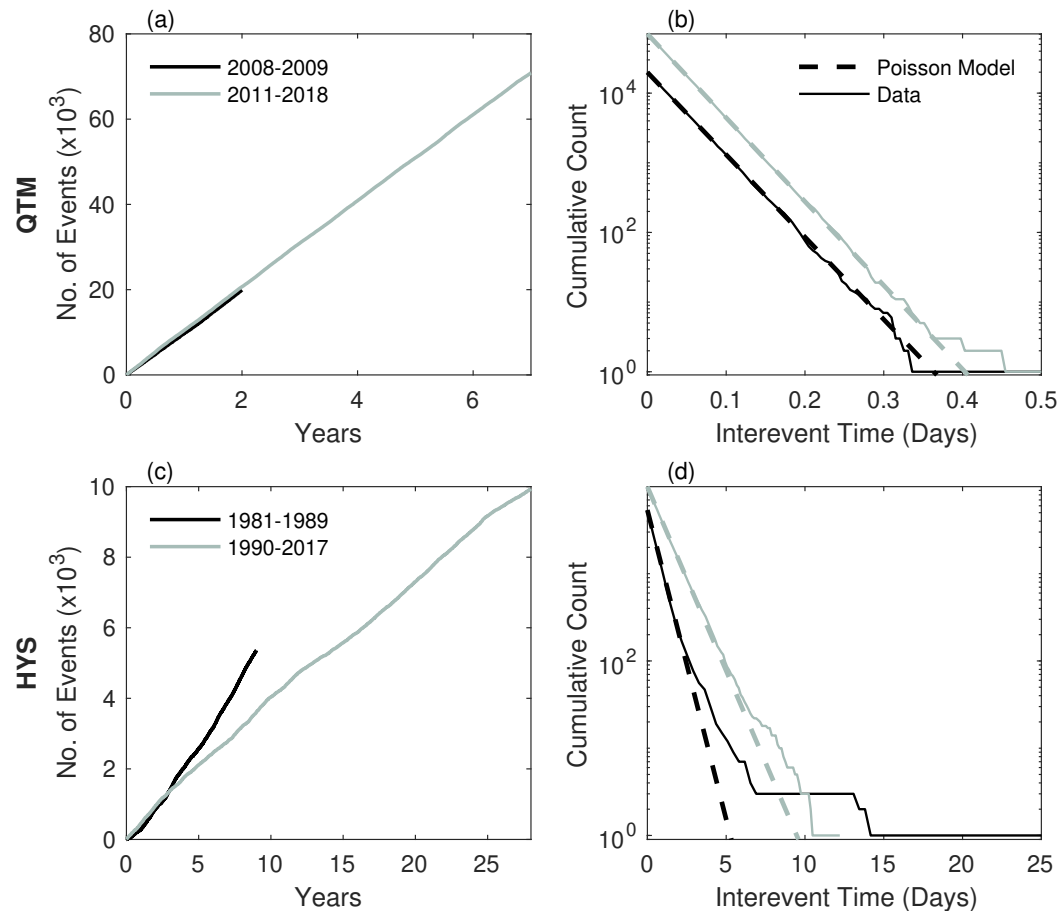 (a)
80
60
40
20
0
0 2 4 6
Years
No. of Events (x10³)
QTM
2008-2009
2011-2018
(b)
10⁴
10²
10⁰
0 0.1 0.2 0.3 0.4 0.5
Interevent Time (Days)
Cumulative Count
Poisson Model
Data
(c)
10
8
6
4
2
0
0 5 10 15 20 25
Years
No. of Events (x10³)
HYS
1981-1989
1990-2017
(d)
10²
10⁰
0 5 10 15 20 25
Interevent Time (Days)
Cumulative Count